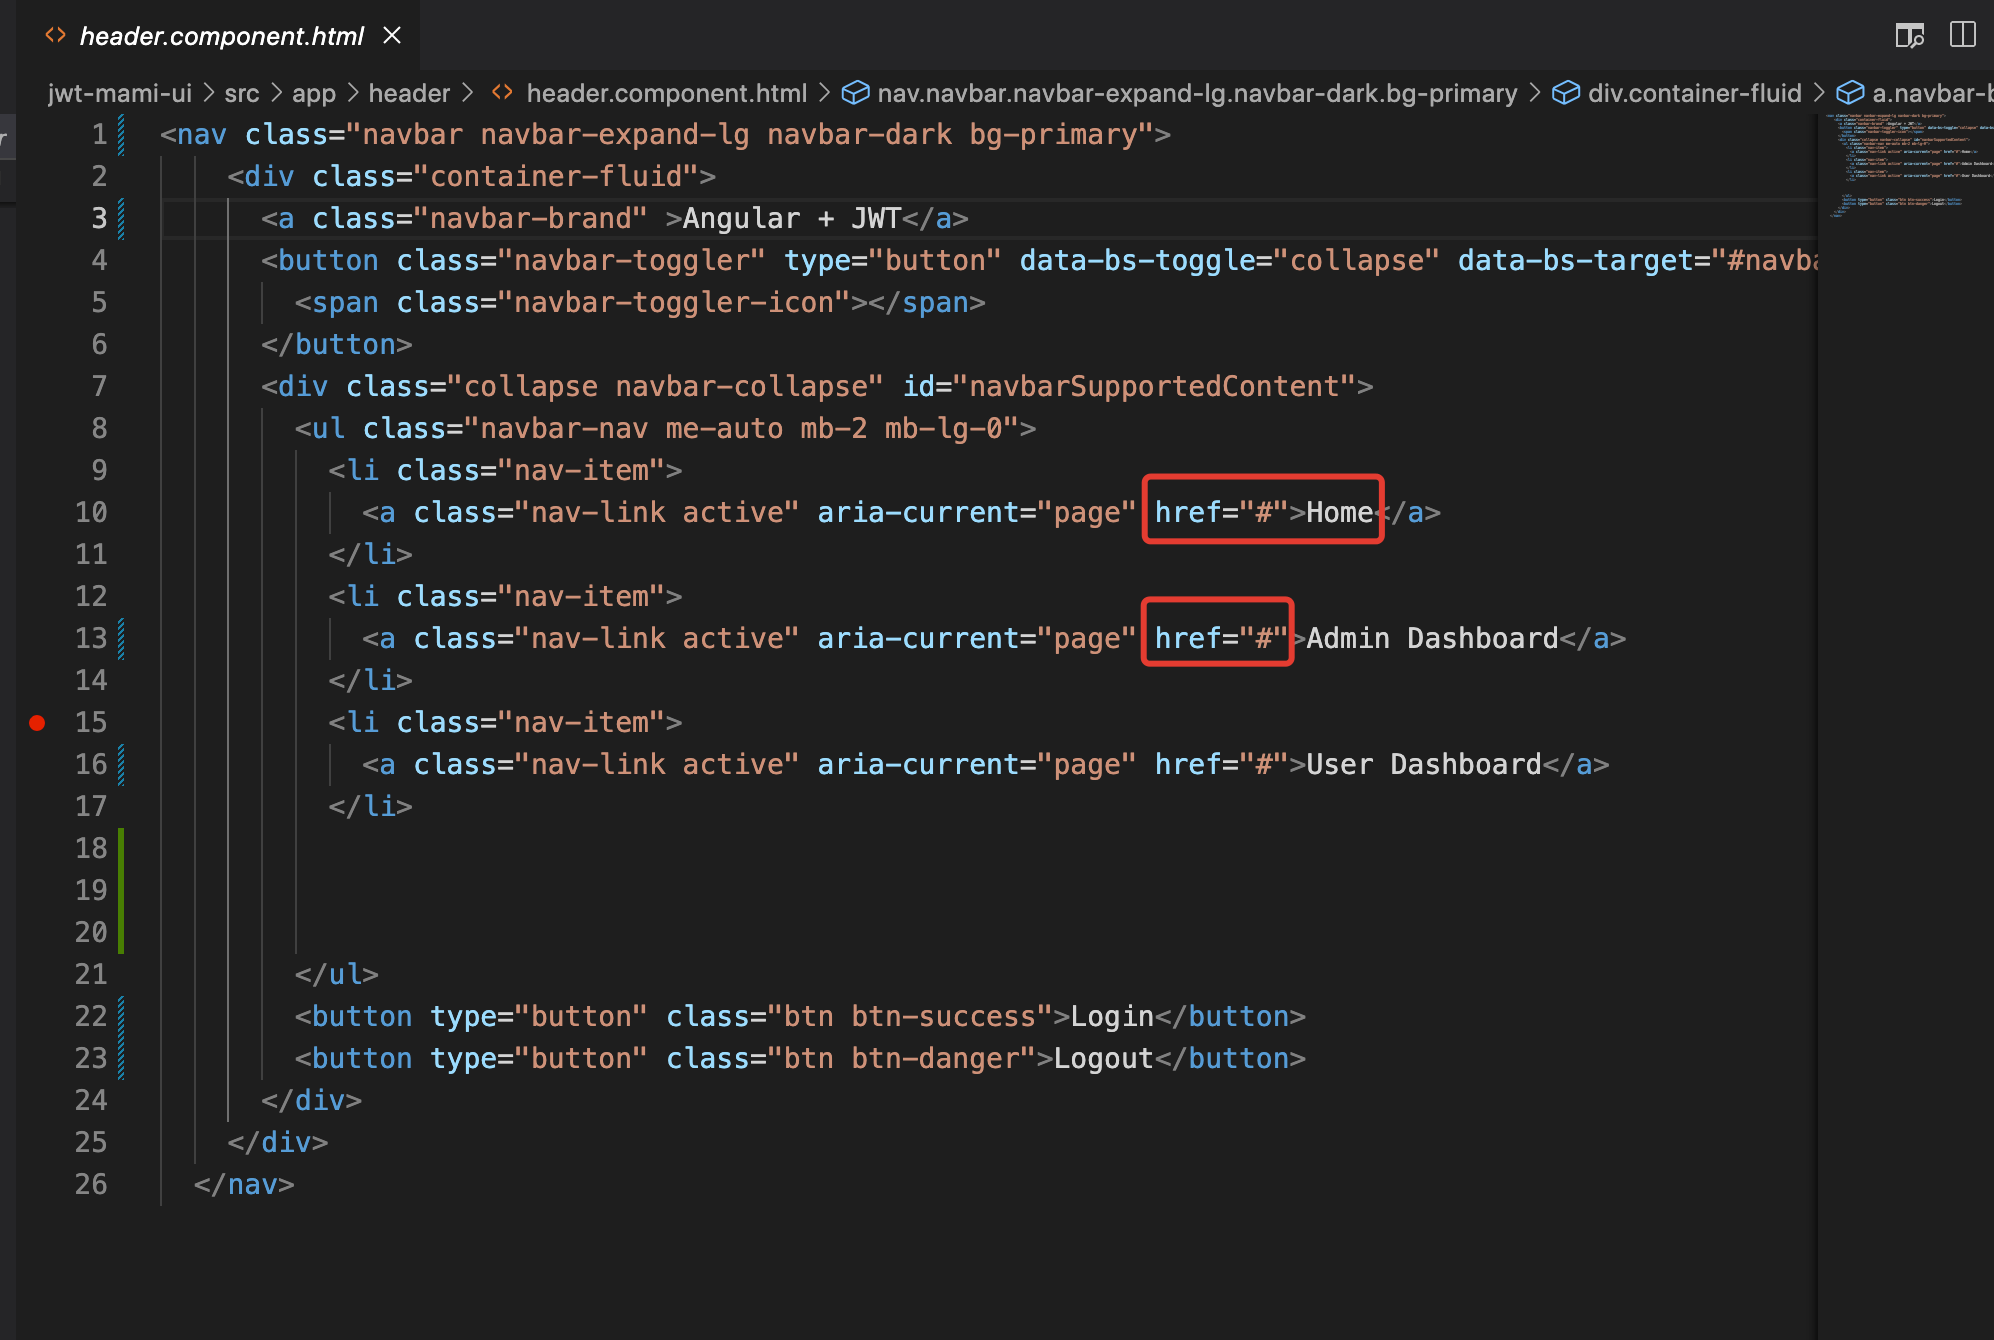 header.component.html
jwt-mami-ui > src > app > header > header.component.html > nav.navbar.navbar-expand-lg.navbar-dark.bg-primary > div.container-fluid > a.navbar-b
1 <nav class="navbar navbar-expand-lg navbar-dark bg-primary">
2 <div class="container-fluid">
3 <a class="navbar-brand" >Angular + JWT</a>
4 <button class="navbar-toggler" type="button" data-bs-toggle="collapse" data-bs-target="#navba
5 <span class="navbar-toggler-icon"></span>
6 </button>
7 <div class="collapse navbar-collapse" id="navbarSupportedContent">
8 <ul class="navbar-nav me-auto mb-2 mb-lg-0">
9 <li class="nav-item">
10 <a class="nav-link active" aria-current="page" href="#">Home</a>
11 </li>
12 <li class="nav-item">
13 <a class="nav-link active" aria-current="page" href="#">Admin Dashboard</a>
14 </li>
15 <li class="nav-item">
16 <a class="nav-link active" aria-current="page" href="#">User Dashboard</a>
17 </li>
18
19
20
21 </ul>
22 <button type="button" class="btn btn-success">Login</button>
23 <button type="button" class="btn btn-danger">Logout</button>
24 </div>
25 </div>
26 </nav>